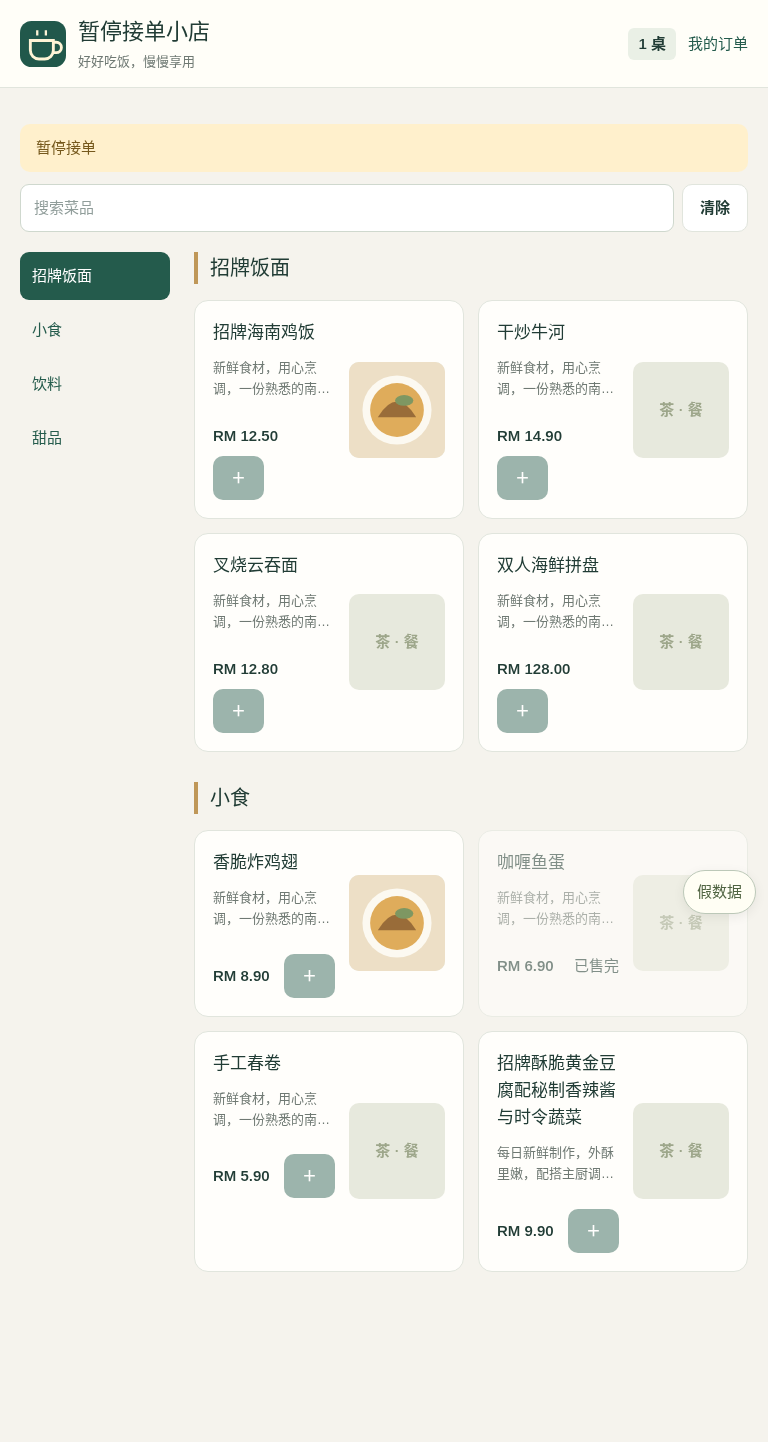 暂停接单小店
好好吃饭，慢慢享用
1 桌
我的订单
暂停接单
搜索菜品
清除
招牌饭面
小食
饮料
甜品
招牌饭面
招牌海南鸡饭
新鲜食材，用心烹
调，一份熟悉的南…
RM 12.50
+
干炒牛河
新鲜食材，用心烹
调，一份熟悉的南…
RM 14.90
+
茶 · 餐
叉烧云吞面
新鲜食材，用心烹
调，一份熟悉的南…
RM 12.80
+
茶 · 餐
双人海鲜拼盘
新鲜食材，用心烹
调，一份熟悉的南…
RM 128.00
+
茶 · 餐
小食
香脆炸鸡翅
新鲜食材，用心烹
调，一份熟悉的南…
RM 8.90
+
咖喱鱼蛋
新鲜食材，用心烹
调，一份熟悉的南…
RM 6.90
已售完
茶 · 餐
假数据
手工春卷
新鲜食材，用心烹
调，一份熟悉的南…
RM 5.90
+
茶 · 餐
招牌酥脆黄金豆
腐配秘制香辣酱
与时令蔬菜
每日新鲜制作，外酥
里嫩，配搭主厨调…
RM 9.90
+
茶 · 餐